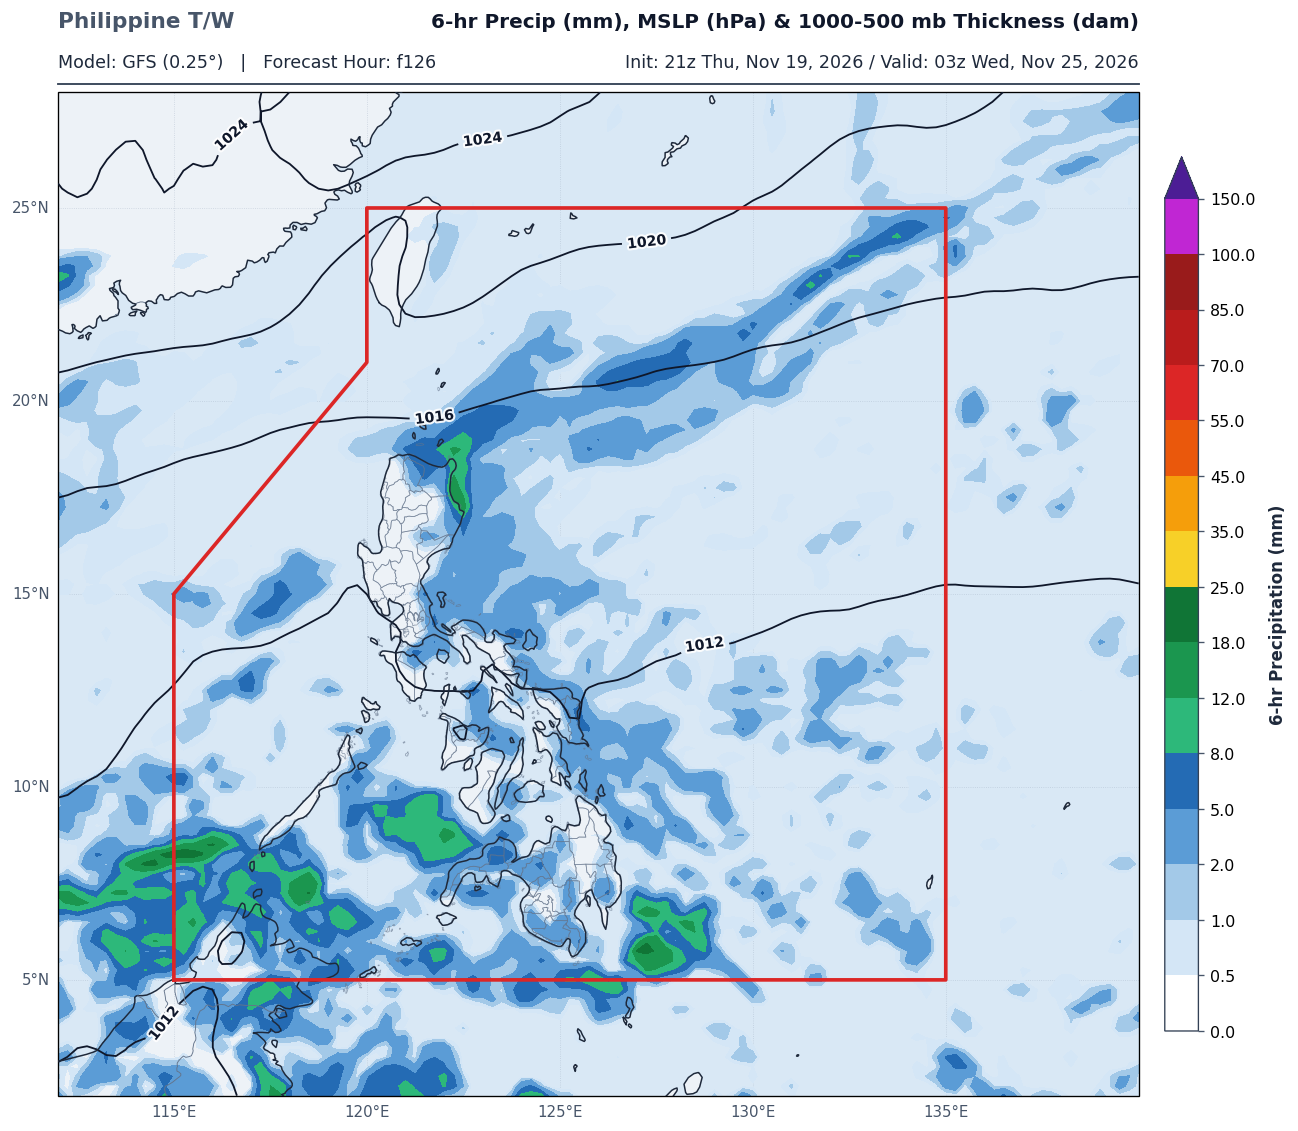 Philippine T/W
6-hr Precip (mm), MSLP (hPa) & 1000-500 mb Thickness (dam)
Model: GFS (0.25°) | Forecast Hour: f126
Init: 21z Thu, Nov 19, 2026 / Valid: 03z Wed, Nov 25, 2026
1024
1024
1020
1016
1012
1012
25°N
20°N
15°N
10°N
5°N
115°E
120°E
125°E
130°E
135°E
150.0
100.0
85.0
70.0
55.0
45.0
35.0
25.0
18.0
12.0
8.0
5.0
2.0
1.0
0.5
0.0
6-hr Precipitation (mm)